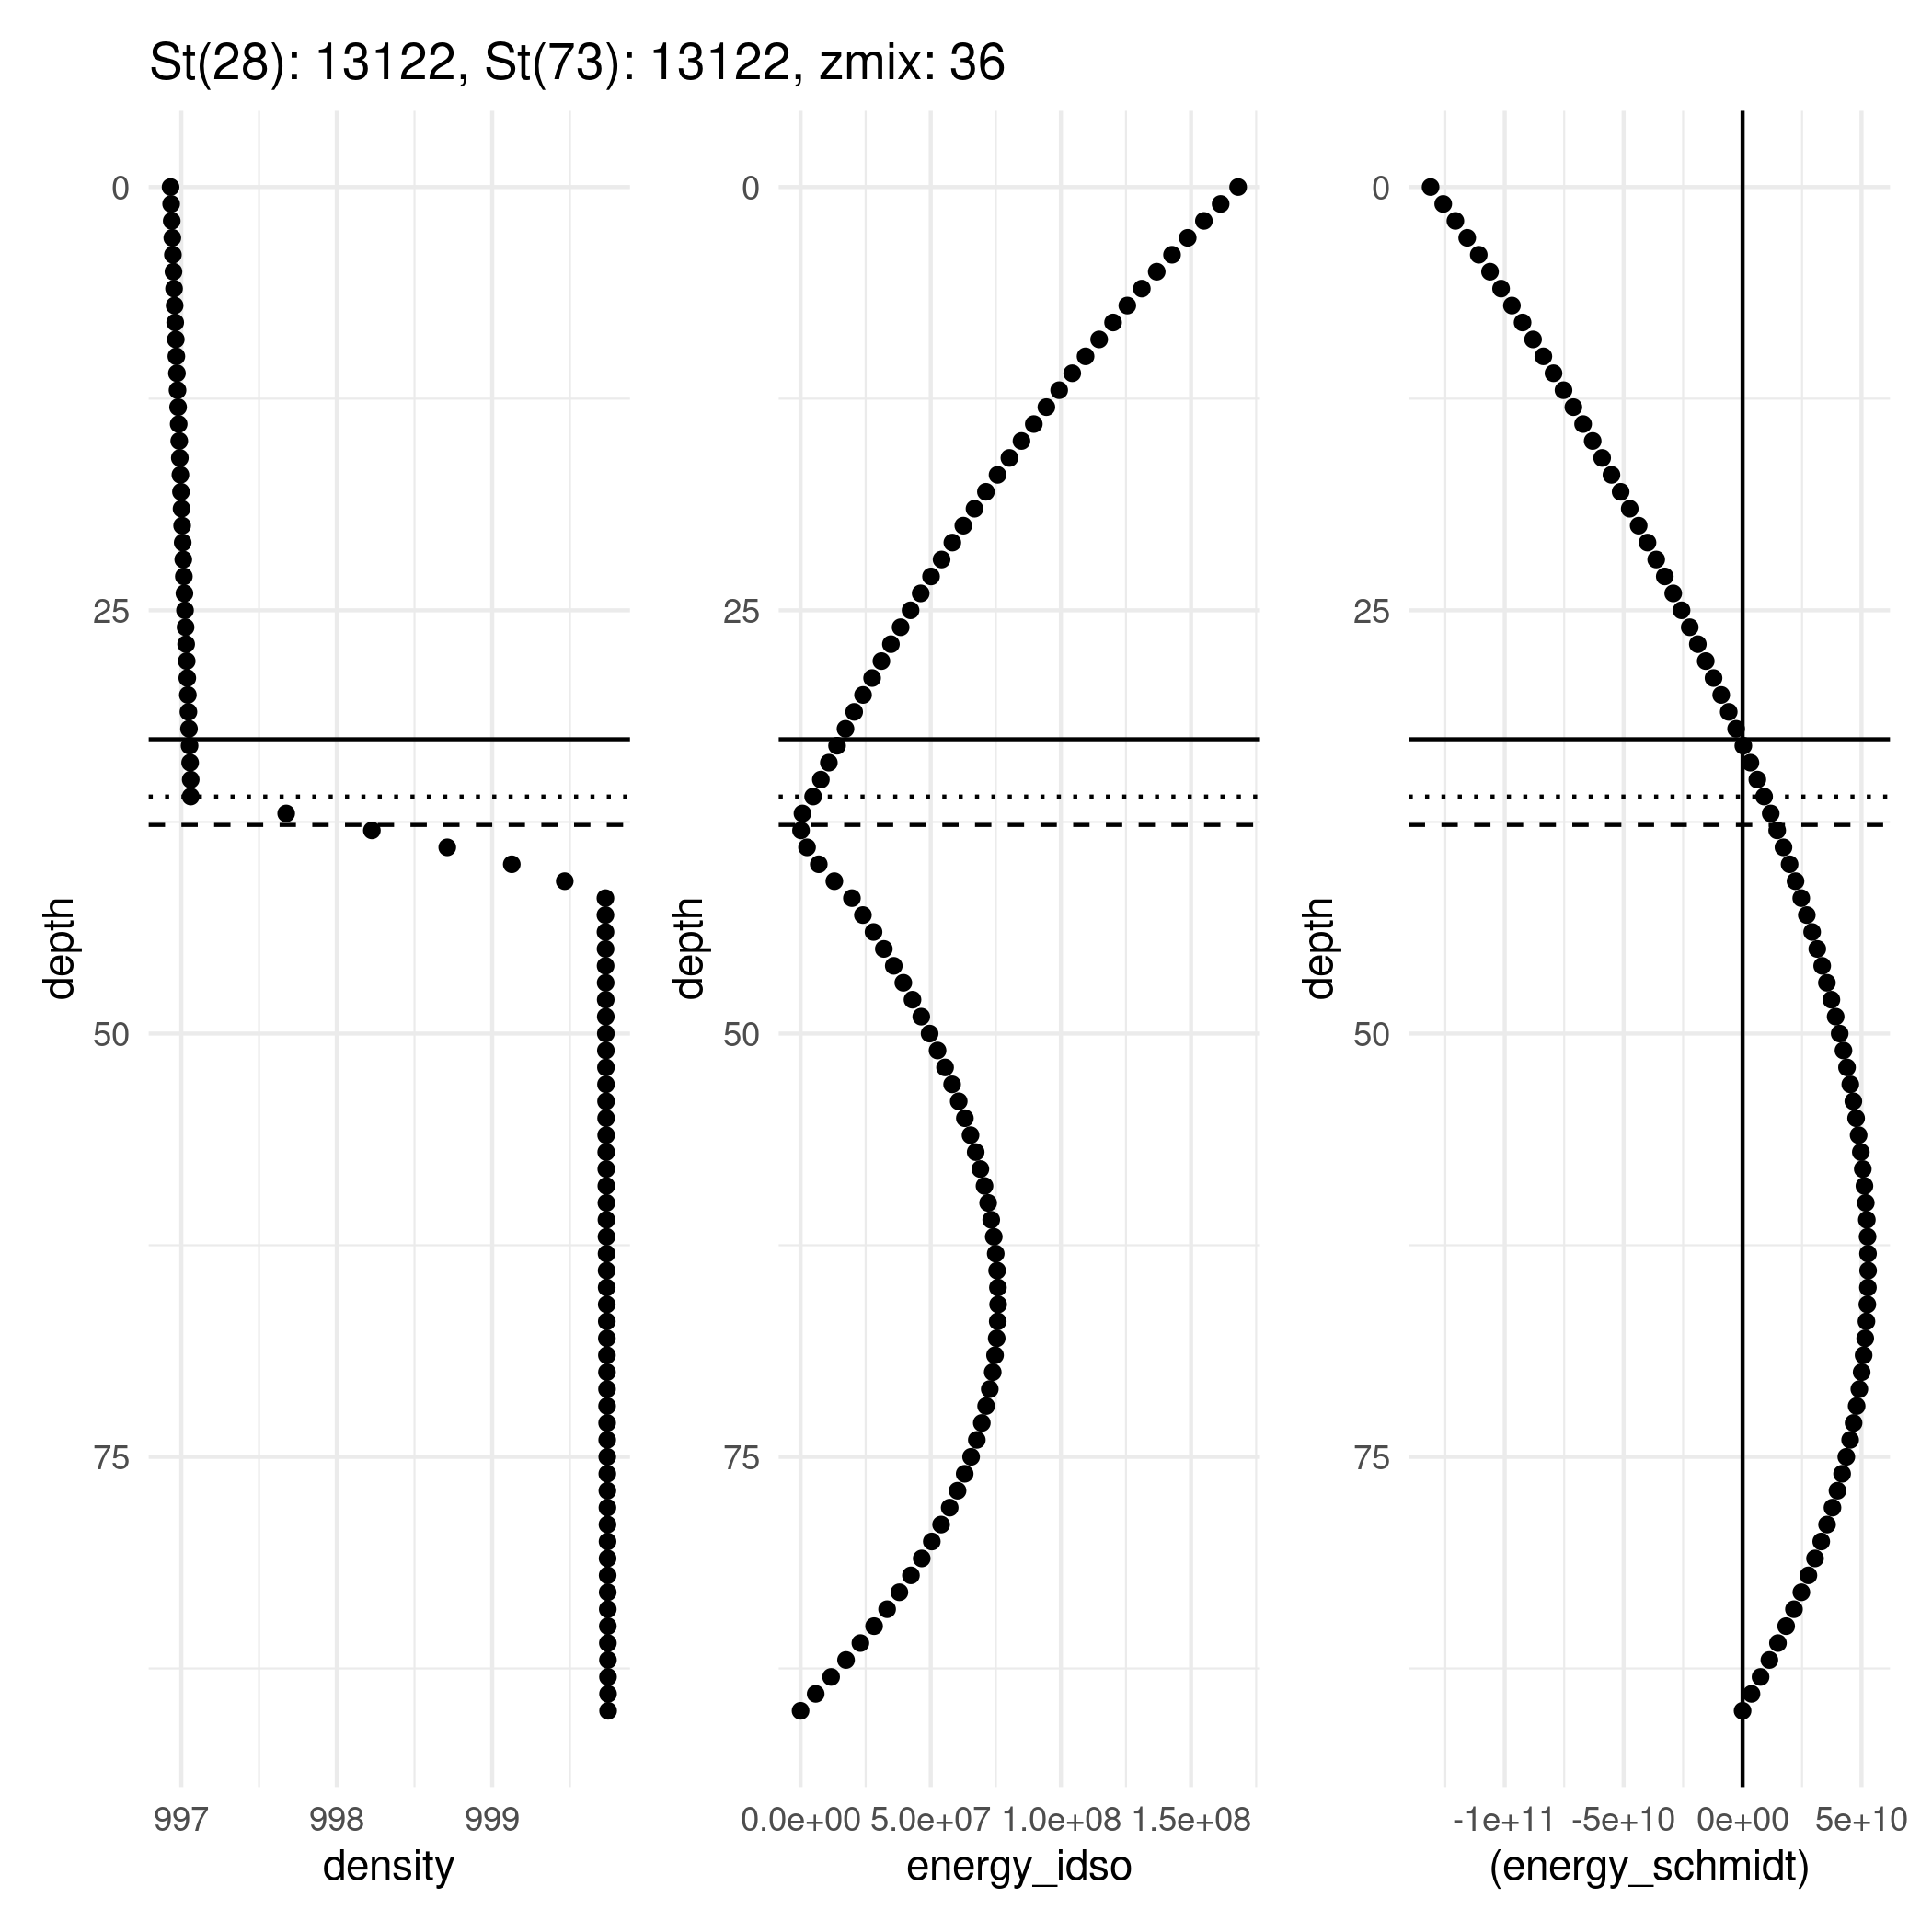 St(28): 13122, St(73): 13122, zmix: 36
0
25
50
75
depth
997 998 999
density
0
25
50
75
depth
0.0e+00 5.0e+07 1.0e+08 1.5e+08
energy_idso
0
25
50
75
depth
-1e+11 -5e+10 0e+00 5e+10
(energy_schmidt)